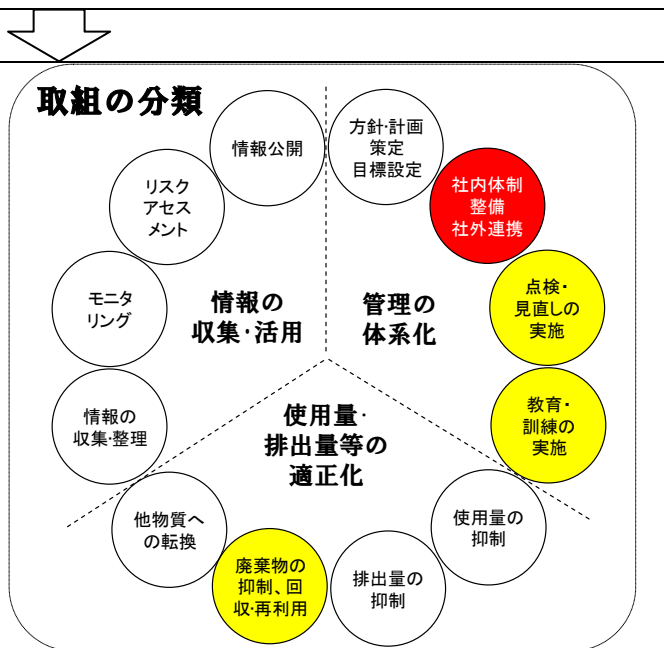 取組の分類
情報公開
方針・計画
策定
目標設定
リスク
アセス
メント
社内体制
整備
社外連携
モニタ
リング
情報の
収集・活用
管理の
体系化
点検・
見直しの
実施
情報の
収集・整理
使用量・
排出量等の
適正化
教育・
訓練の
実施
他物質へ
の転換
使用量の
抑制
廃棄物の
抑制、回
収・再利用
排出量の
抑制